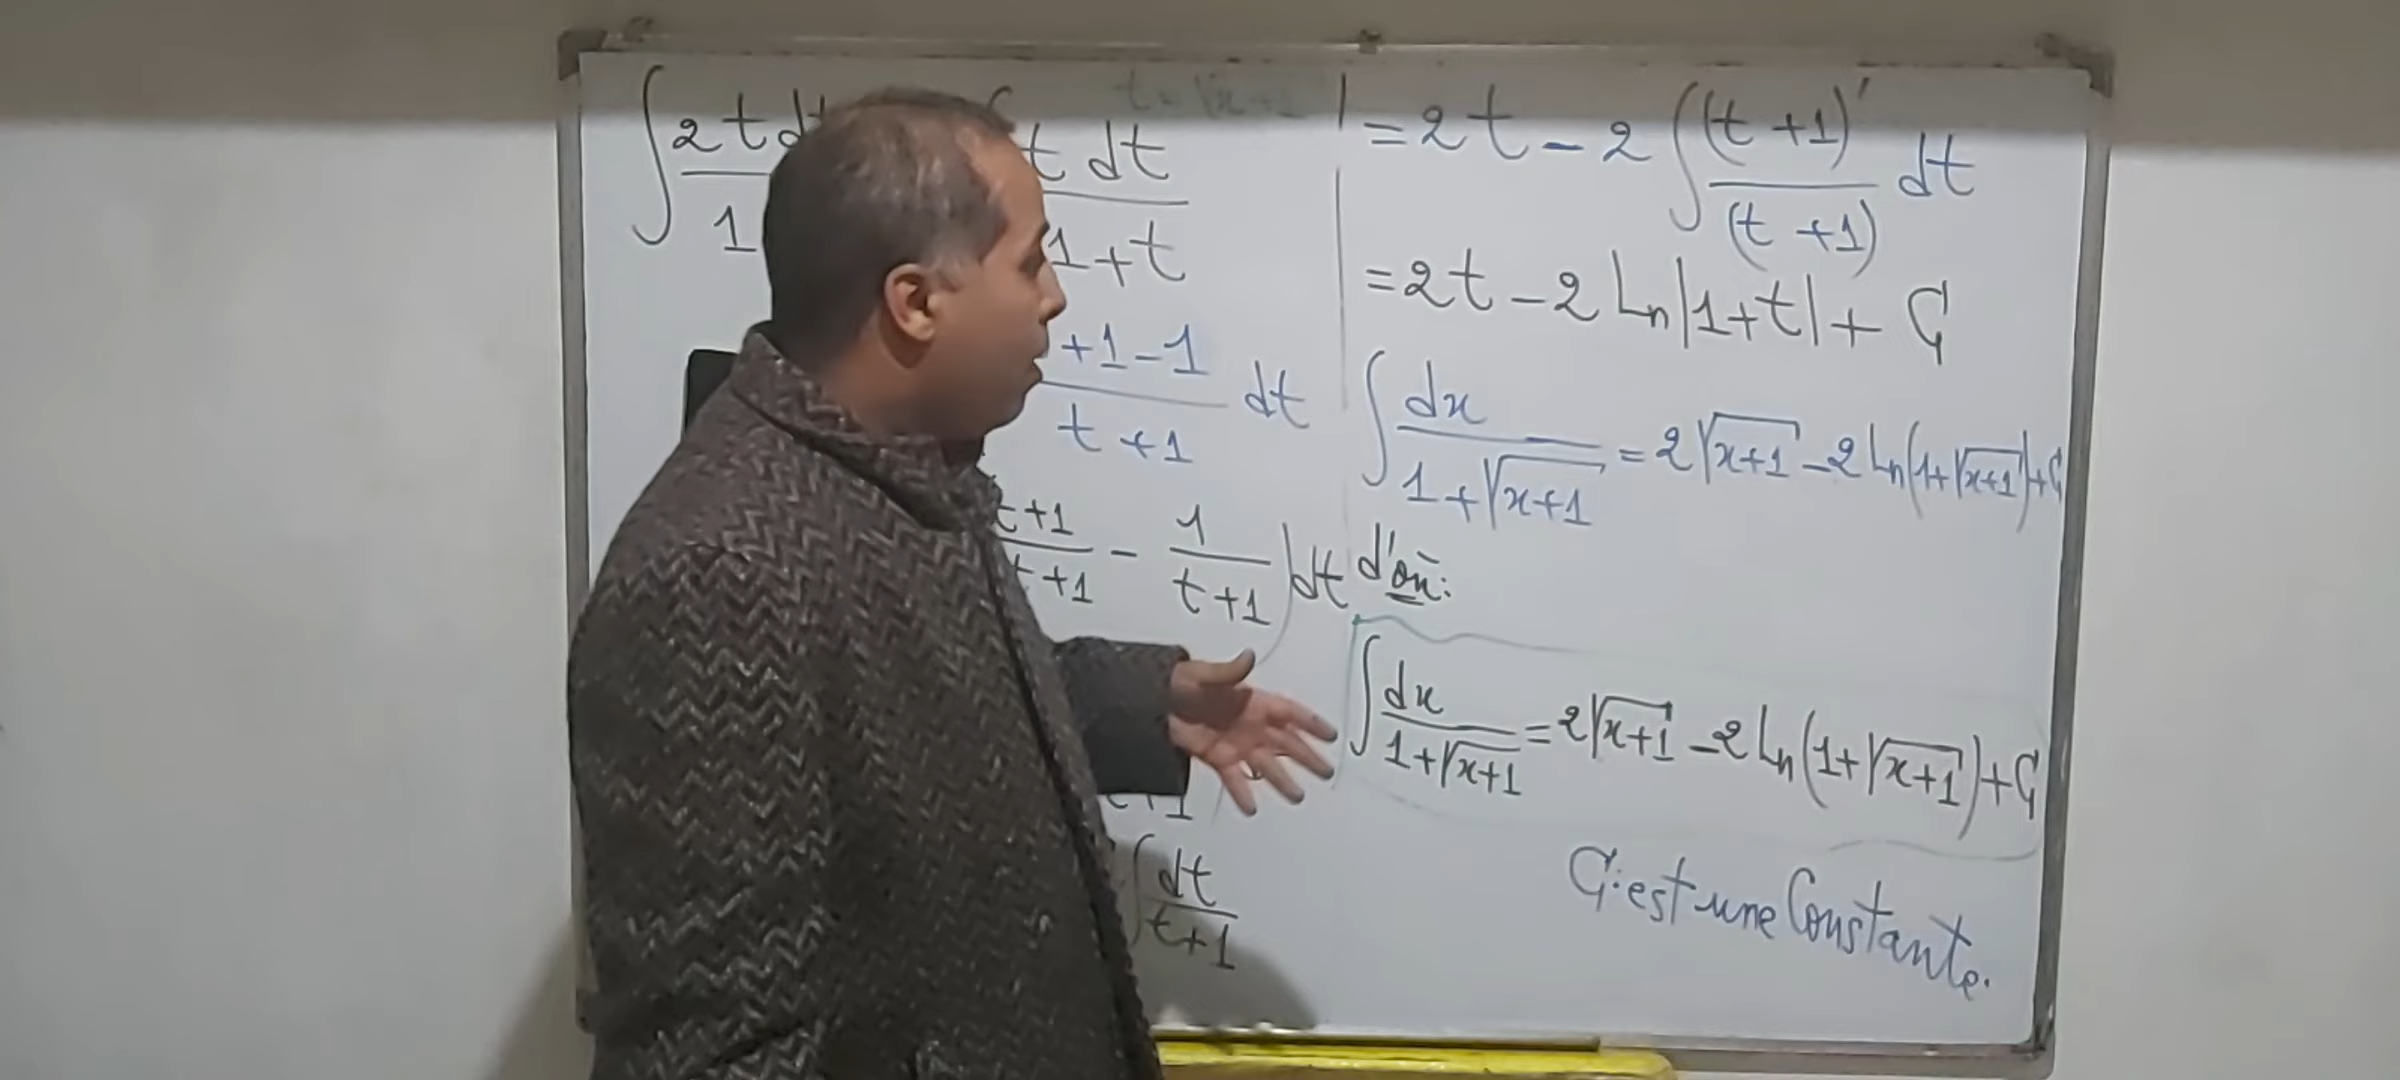 t=√x+1
∫ 2t dt / 1
t dt / 1+t
+1-1 / t+1 dt
t+1 / t+1 - 1 / t+1 ) dt
t+1
∫ dt / t+1
= 2t - 2 ∫ (t+1)' / (t+1) dt
= 2t - 2 Ln|1+t| + C
∫ dx / 1+√x+1 = 2√x+1 - 2 Ln(1+√x+1) + C
d'où:
∫ dx / 1+√x+1 = 2√x+1 - 2 Ln(1+√x+1) + C
C: est une Constante.